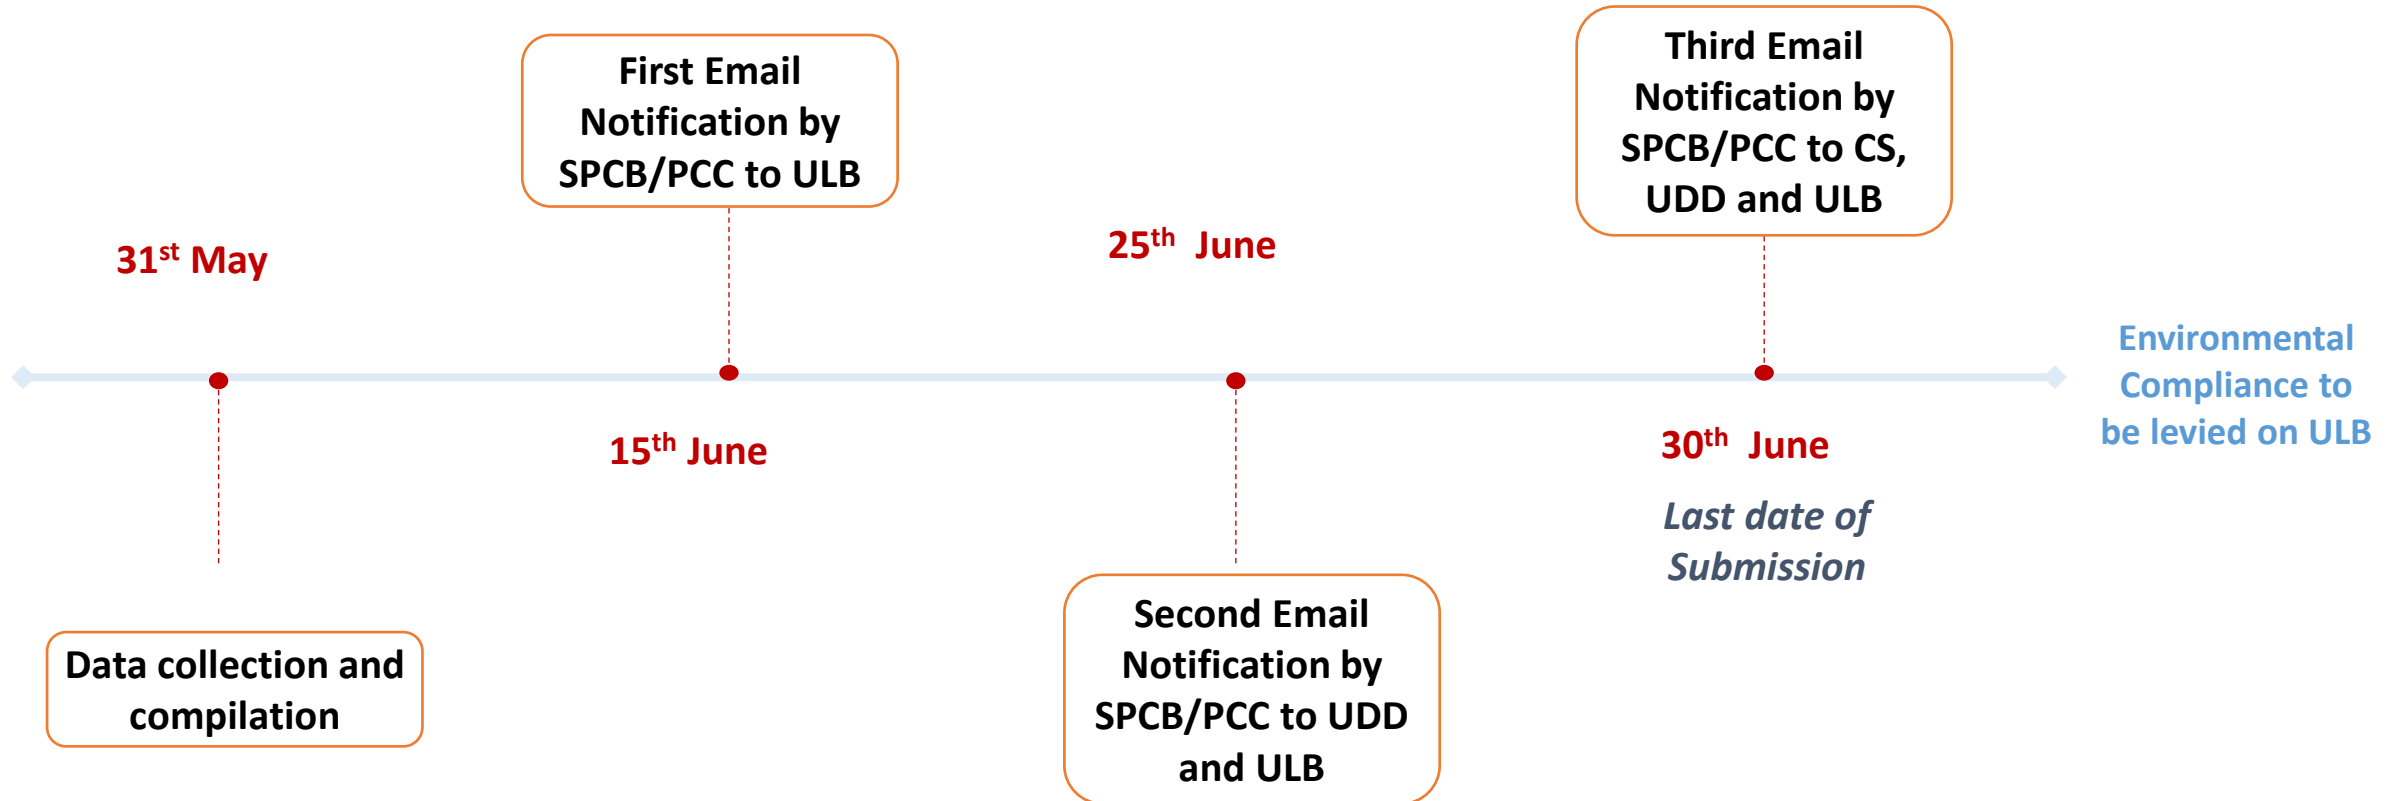 31st May
Data collection and
compilation
First Email
Notification by
SPCB/PCC to ULB
15th June
25th June
Second Email
Notification by
SPCB/PCC to UDD
and ULB
Third Email
Notification by
SPCB/PCC to CS,
UDD and ULB
30th June
Last date of
Submission
Environmental
Compliance to
be levied on ULB